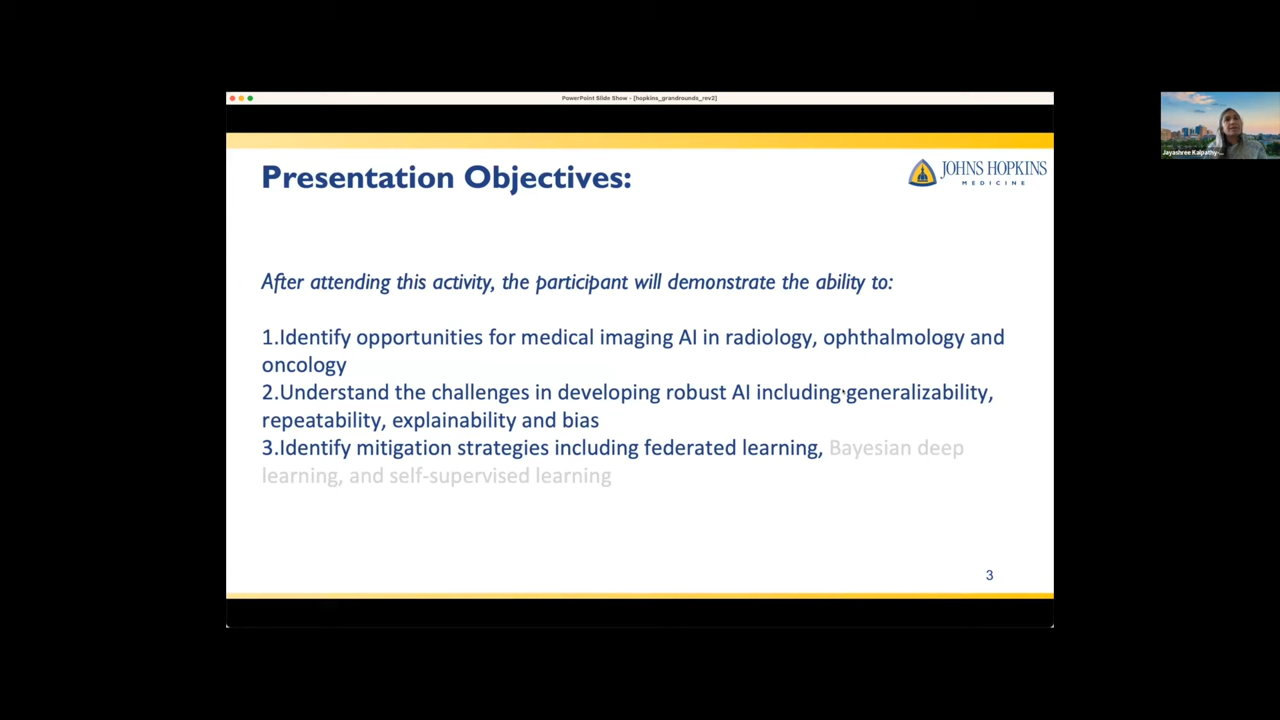 PowerPoint Slide Show - [hopkins_grandrounds_rev2]
Presentation Objectives:
JOHNS HOPKINS
MEDICINE
Jayashree Kalpathy-...
After attending this activity, the participant will demonstrate the ability to:
1.Identify opportunities for medical imaging AI in radiology, ophthalmology and
oncology
2.Understand the challenges in developing robust AI including generalizability,
repeatability, explainability and bias
3.Identify mitigation strategies including federated learning, Bayesian deep
learning, and self-supervised learning
3